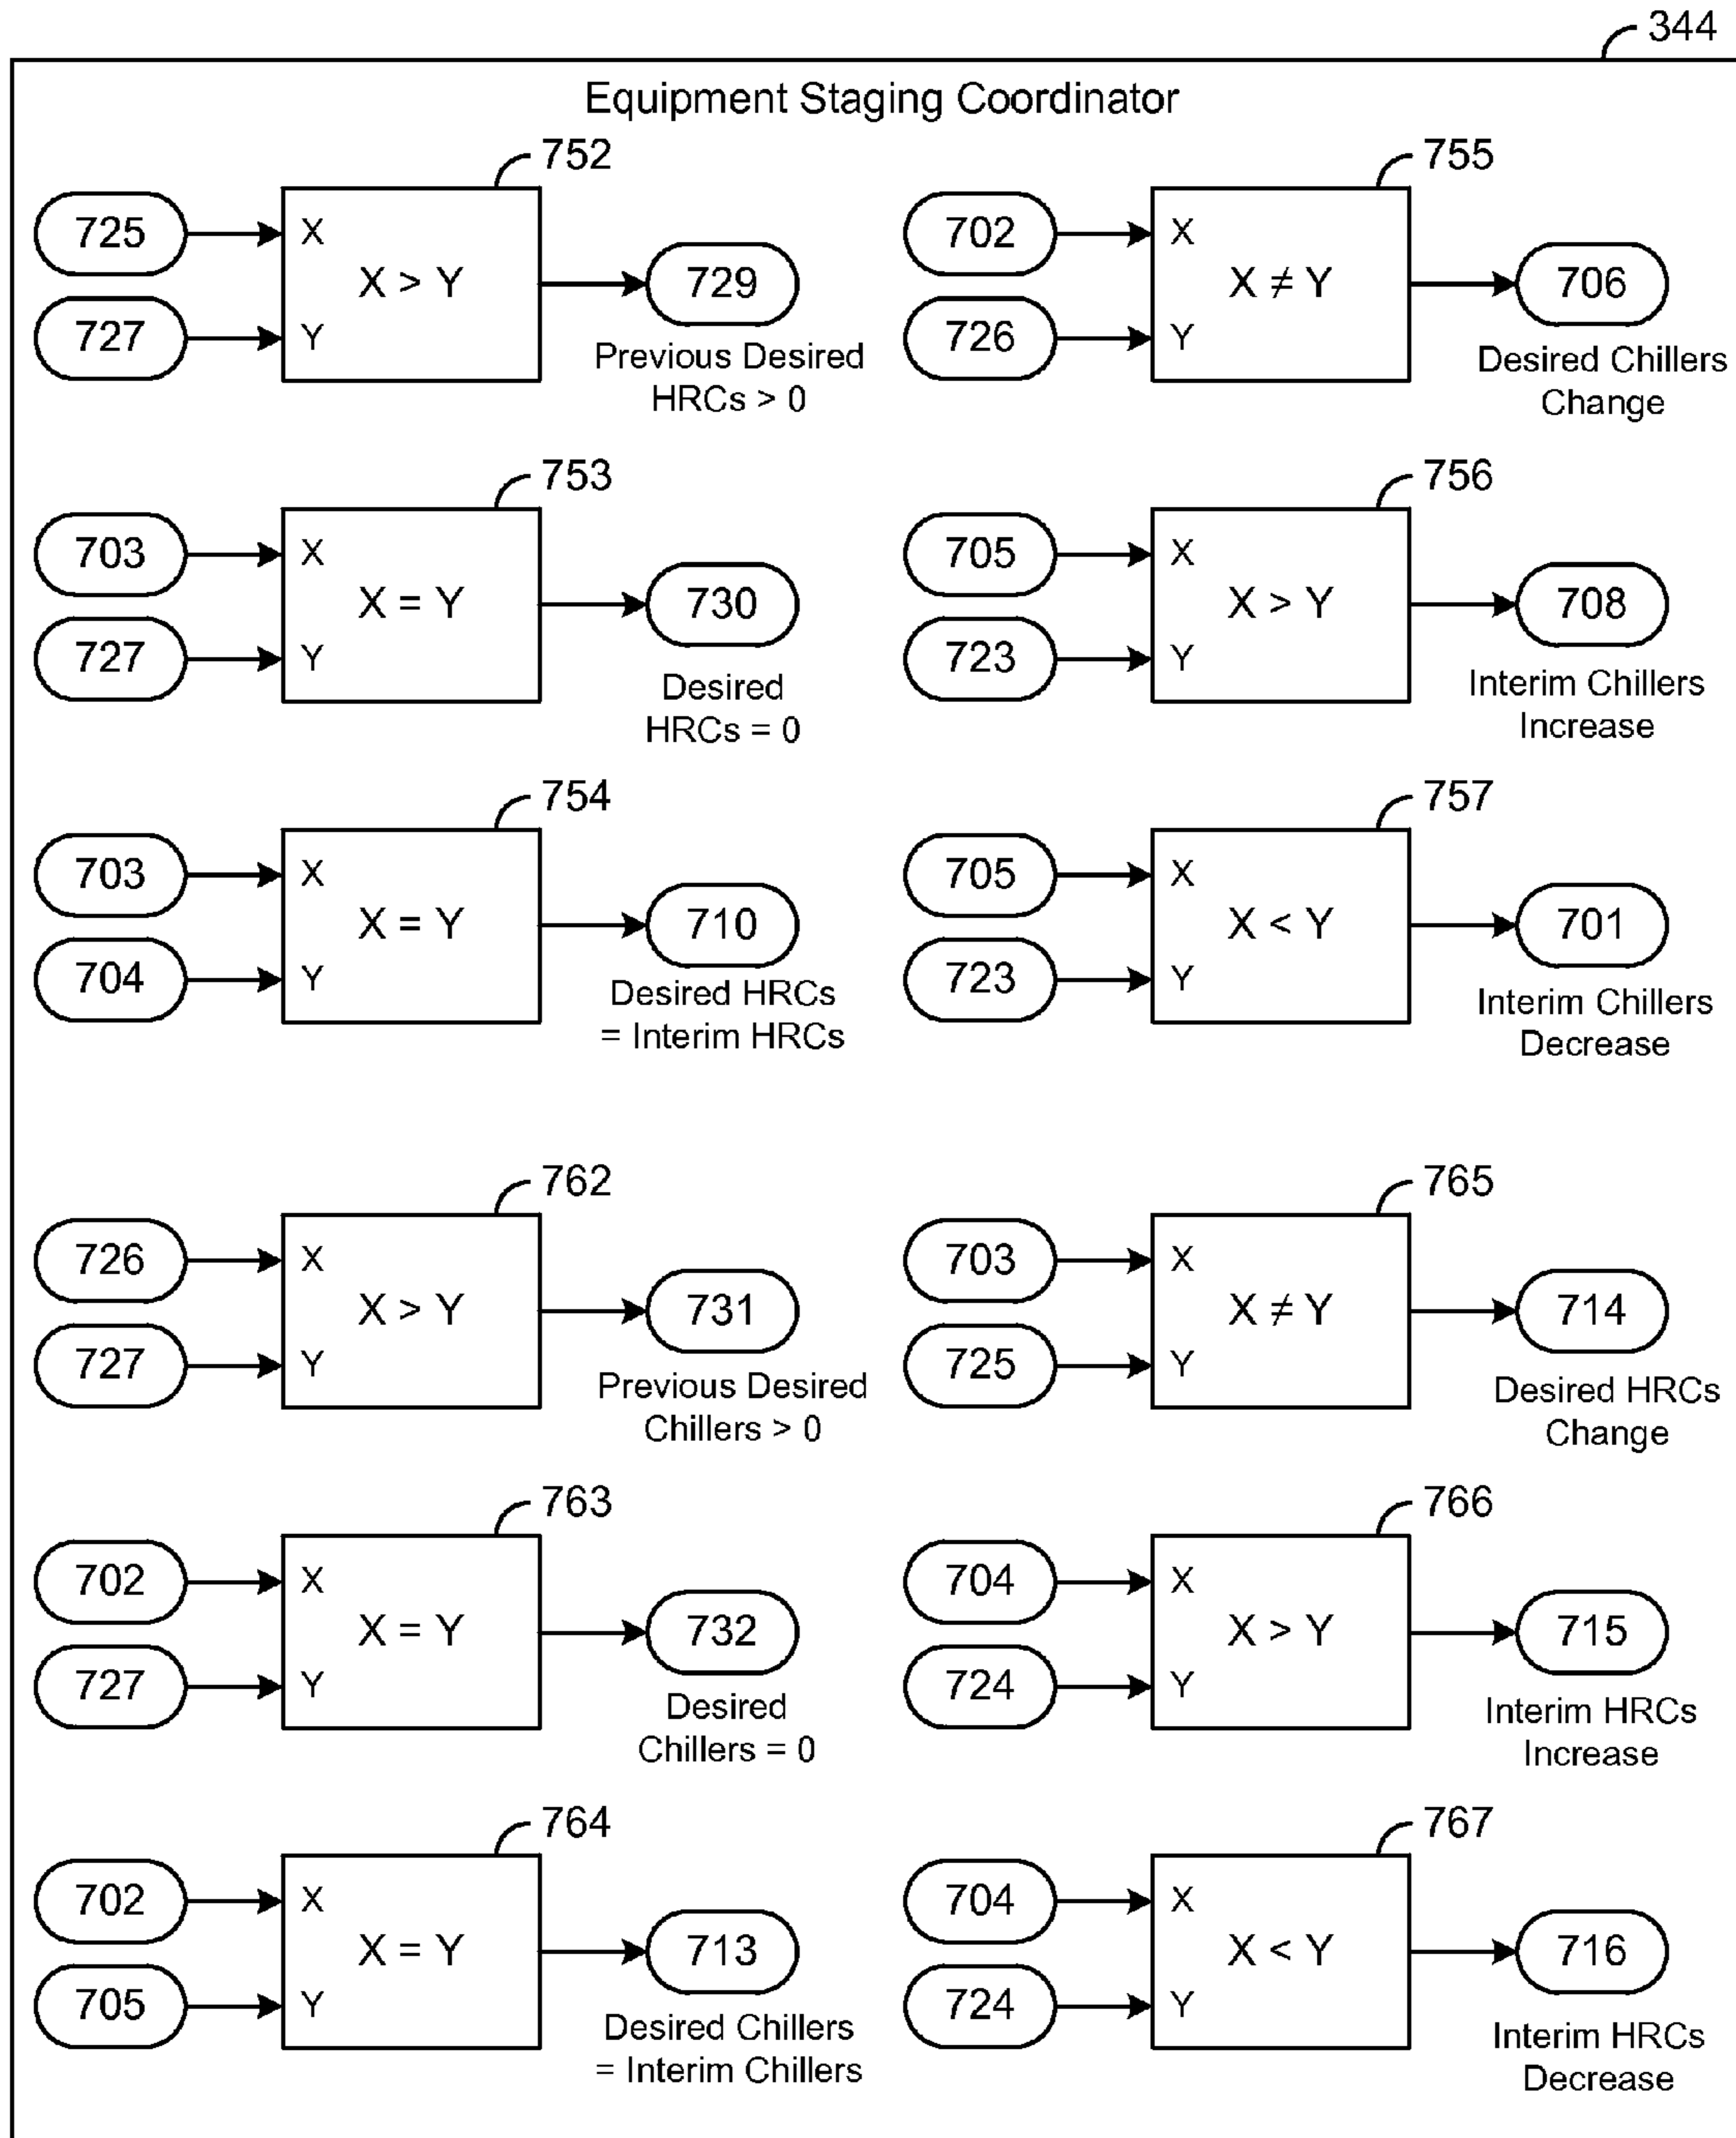 344
Equipment Staging Coordinator
752
725
X
X > Y
727
Y
729
Previous Desired
HRCs > 0
755
702
X
X ≠ Y
726
Y
706
Desired Chillers
Change
753
703
X
X = Y
727
Y
730
Desired
HRCs = 0
756
705
X
X > Y
723
Y
708
Interim Chillers
Increase
754
703
X
X = Y
704
Y
710
Desired HRCs
= Interim HRCs
757
705
X
X < Y
723
Y
701
Interim Chillers
Decrease
762
726
X
X > Y
727
Y
731
Previous Desired
Chillers > 0
765
703
X
X ≠ Y
725
Y
714
Desired HRCs
Change
763
702
X
X = Y
727
Y
732
Desired
Chillers = 0
766
704
X
X > Y
724
Y
715
Interim HRCs
Increase
764
702
X
X = Y
705
Y
713
Desired Chillers
= Interim Chillers
767
704
X
X < Y
724
Y
716
Interim HRCs
Decrease